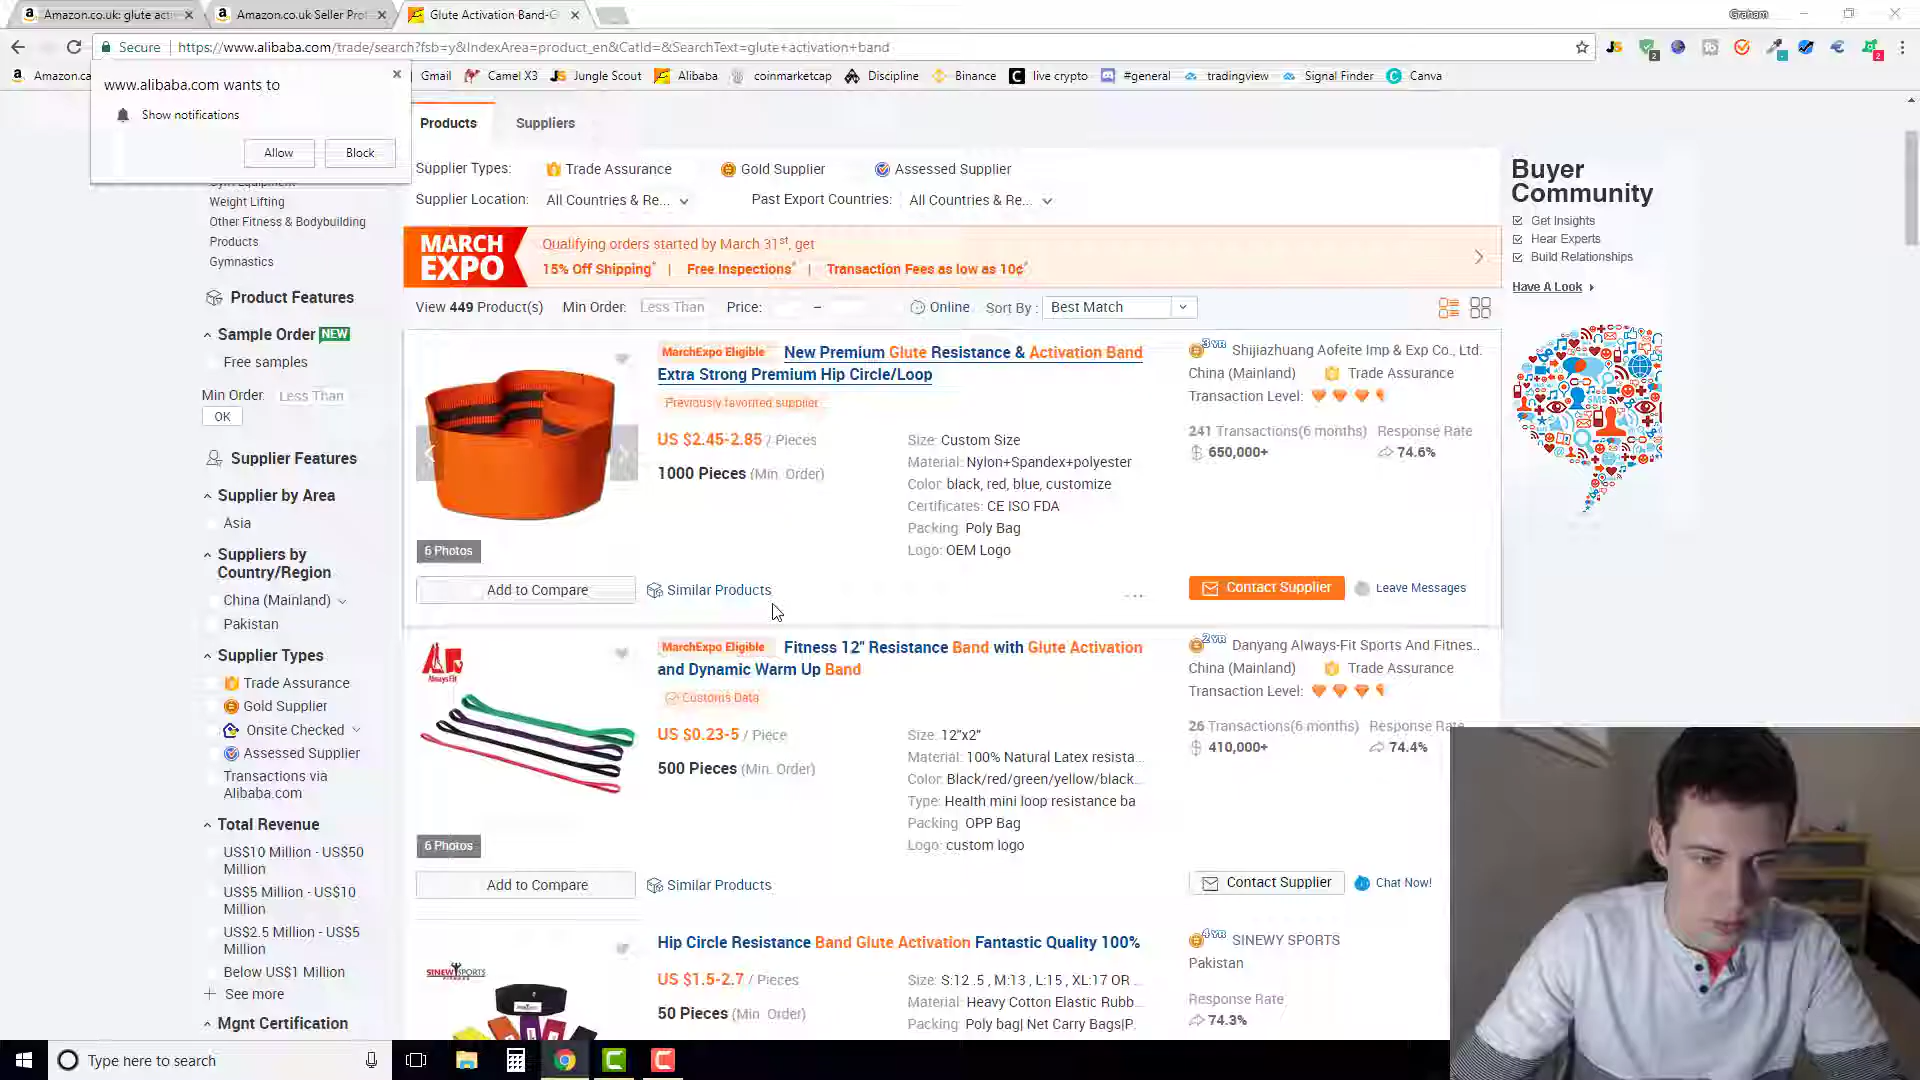 Amazon.co.uk: glute acti
Amazon.co.uk Seller Prof
Glute Activation Band-G
Graham
Secure https://www.alibaba.com/trade/search?fsb=y&IndexArea=product_en&CatId=&SearchText=glute+activation+band
Amazon.ca
Gmail
Camel X3
Jungle Scout
Alibaba
coinmarketcap
Discipline
Binance
live crypto
#general
tradingview
Signal Finder
Canva
www.alibaba.com wants to
Show notifications
Allow
Block
Products
Suppliers
Supplier Types:
Trade Assurance
Gold Supplier
Assessed Supplier
Supplier Location:
All Countries & Re...
Past Export Countries:
All Countries & Re...
MARCH
EXPO
Qualifying orders started by March 31st, get
15% Off Shipping* | Free Inspections* | Transaction Fees as low as 10¢*
View 449 Product(s)
Min Order:
Less Than
Price:
–
Online
Sort By :
Best Match
Weight Lifting
Other Fitness & Bodybuilding
Products
Gymnastics
Product Features
Sample Order NEW
Free samples
Min Order:
Less Than
OK
Supplier Features
Supplier by Area
Asia
Suppliers by
Country/Region
China (Mainland)
Pakistan
Supplier Types
Trade Assurance
Gold Supplier
Onsite Checked
Assessed Supplier
Transactions via
Alibaba.com
Total Revenue
US$10 Million - US$50
Million
US$5 Million - US$10
Million
US$2.5 Million - US$5
Million
Below US$1 Million
See more
Mgnt Certification
MarchExpo Eligible
New Premium Glute Resistance & Activation Band
Extra Strong Premium Hip Circle/Loop
Previously favorited supplier
US $2.45-2.85 / Pieces
1000 Pieces (Min. Order)
Size: Custom Size
Material: Nylon+Spandex+polyester
Color: black, red, blue, customize
Certificates: CE ISO FDA
Packing: Poly Bag
Logo: OEM Logo
6 Photos
Add to Compare
Similar Products
...
3 YR
Shijiazhuang Aofeite Imp & Exp Co., Ltd.
China (Mainland)
Trade Assurance
Transaction Level:
241 Transactions(6 months)
Response Rate
650,000+
74.6%
Contact Supplier
Leave Messages
MarchExpo Eligible
Fitness 12" Resistance Band with Glute Activation
and Dynamic Warm Up Band
Customs Data
US $0.23-5 / Piece
500 Pieces (Min. Order)
Size: 12"x2"
Material: 100% Natural Latex resista...
Color: Black/red/green/yellow/black...
Type: Health mini loop resistance ba
Packing: OPP Bag
Logo: custom logo
Always Fit
6 Photos
Add to Compare
Similar Products
2 YR
Danyang Always-Fit Sports And Fitnes..
China (Mainland)
Trade Assurance
Transaction Level:
26 Transactions(6 months)
Response Rate
410,000+
74.4%
Contact Supplier
Chat Now!
Hip Circle Resistance Band Glute Activation Fantastic Quality 100%
US $1.5-2.7 / Pieces
50 Pieces (Min. Order)
Size: S:12 .5 , M:13 , L:15 , XL:17 OR ...
Material: Heavy Cotton Elastic Rubb...
Packing: Poly bag| Net Carry Bags|P.
SINEWY SPORTS
4 YR
SINEWY SPORTS
Pakistan
Response Rate
74.3%
Buyer
Community
Get Insights
Hear Experts
Build Relationships
Have A Look
SMS
Type here to search